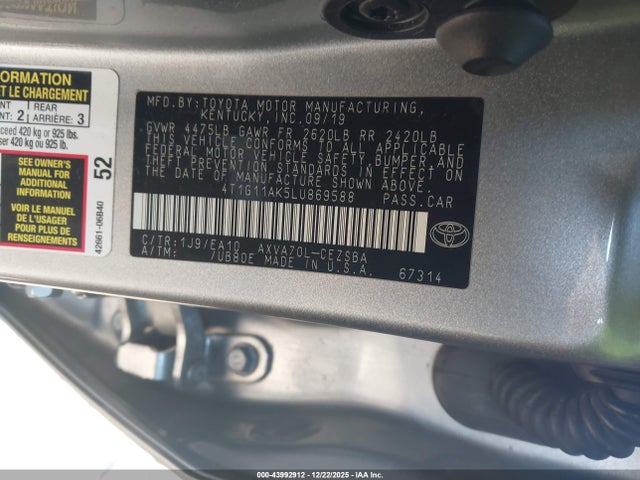 ORMATION
ET LE CHARGEMENT
NT 2 REAR ARRIÈRE: 3
xceed 420 kg or 925 lbs.
ser 420 kg ou 925 lb.
SEE OWNER'S
MANUAL FOR
ADDITIONAL
INFORMATION
VOIR LE MANUEL
DE L'USAGER
POUR PLUS DE
RENSEIGNEMENTS
52
42661-06B40
MFD.BY:TOYOTA MOTOR MANUFACTURING,
KENTUCKY,INC.09/19
GVWR 4475LB GAWR FR 2620LB RR 2420LB
THIS VEHICLE CONFORMS TO ALL APPLICABLE
FEDERAL MOTOR VEHICLE SAFETY,BUMPER,AND
THEFT PREVENTION STANDARDS IN EFFECT ON
THE DATE OF MANUFACTURE SHOWN ABOVE.
4T1G11AK5LU869588 PASS.CAR
C/TR:1J9/EA10 AXVA70L-CEZSBA
A/TM: 7UB80E MADE IN U.S.A.
67314
000-43992912 - 12/22/2025 - IAAI, Inc. Copyright